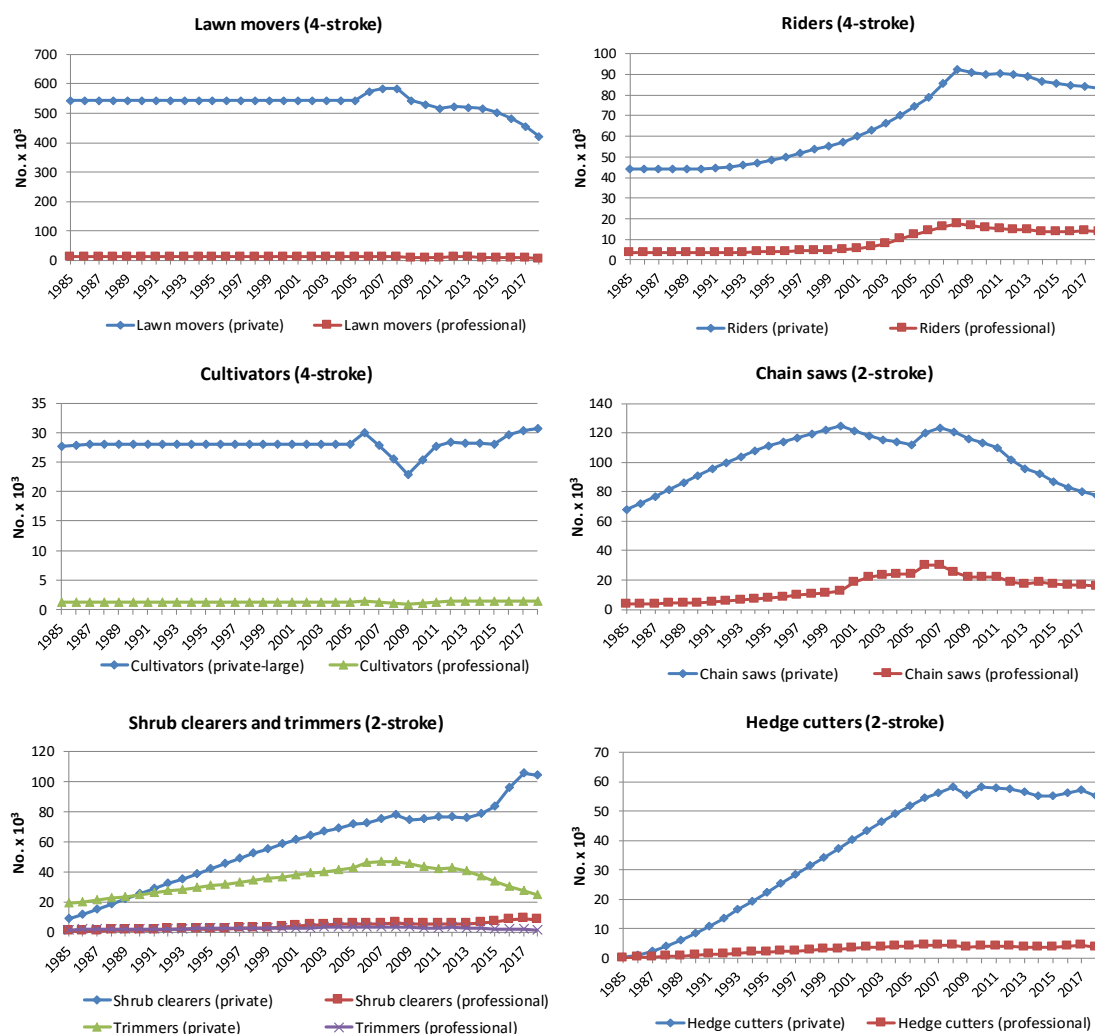 Lawn movers (4-stroke)
No. x 10³
700
600
500
400
300
200
100
0
1985 1987 1989 1991 1993 1995 1997 1999 2001 2003 2005 2007 2009 2011 2013 2015 2017
Lawn movers (private) Lawn movers (professional)
Riders (4-stroke)
No. x 10³
100
90
80
70
60
50
40
30
20
10
0
1985 1987 1989 1991 1993 1995 1997 1999 2001 2003 2005 2007 2009 2011 2013 2015 2017
Riders (private) Riders (professional)
Cultivators (4-stroke)
No. x 10³
35
30
25
20
15
10
5
0
1985 1987 1989 1991 1993 1995 1997 1999 2001 2003 2005 2007 2009 2011 2013 2015 2017
Cultivators (private-large) Cultivators (professional)
Chain saws (2-stroke)
No. x 10³
140
120
100
80
60
40
20
0
1985 1987 1989 1991 1993 1995 1997 1999 2001 2003 2005 2007 2009 2011 2013 2015 2017
Chain saws (private) Chain saws (professional)
Shrub clearers and trimmers (2-stroke)
No. x 10³
120
100
80
60
40
20
0
1985 1987 1989 1991 1993 1995 1997 1999 2001 2003 2005 2007 2009 2011 2013 2015 2017
Shrub clearers (private) Shrub clearers (professional)
Trimmers (private) Trimmers (professional)
Hedge cutters (2-stroke)
No. x 10³
70
60
50
40
30
20
10
0
1985 1987 1989 1991 1993 1995 1997 1999 2001 2003 2005 2007 2009 2011 2013 2015 2017
Hedge cutters (private) Hedge cutters (professional)